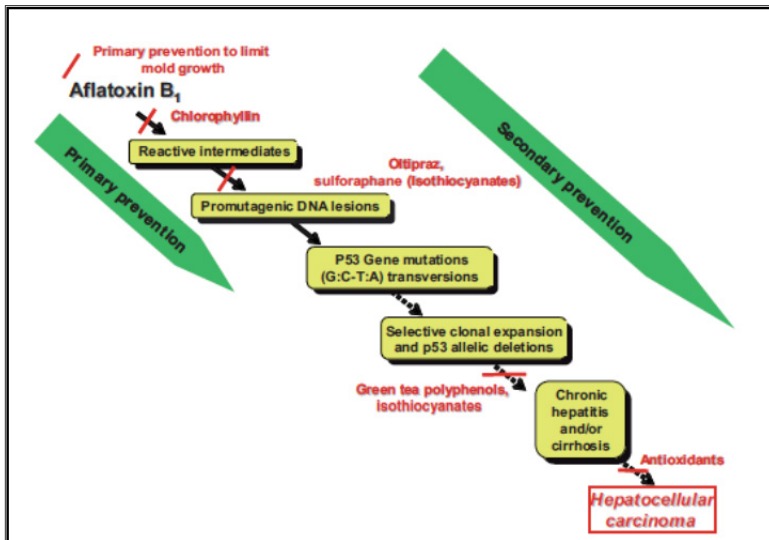 Primary prevention to limit
mold growth
Aflatoxin B1
Chlorophyllin
Reactive intermediates
Primary prevention
Secondary prevention
Oltipraz,
sulforaphane (Isothiocyanates)
Promutagenic DNA lesions
P53 Gene mutations
(G:C-T:A) transversions
Selective clonal expansion
and p53 allelic deletions
Green tea polyphenols,
isothiocyanates
Chronic
hepatitis
and/or
cirrhosis
Antioxidants
Hepatocellular
carcinoma